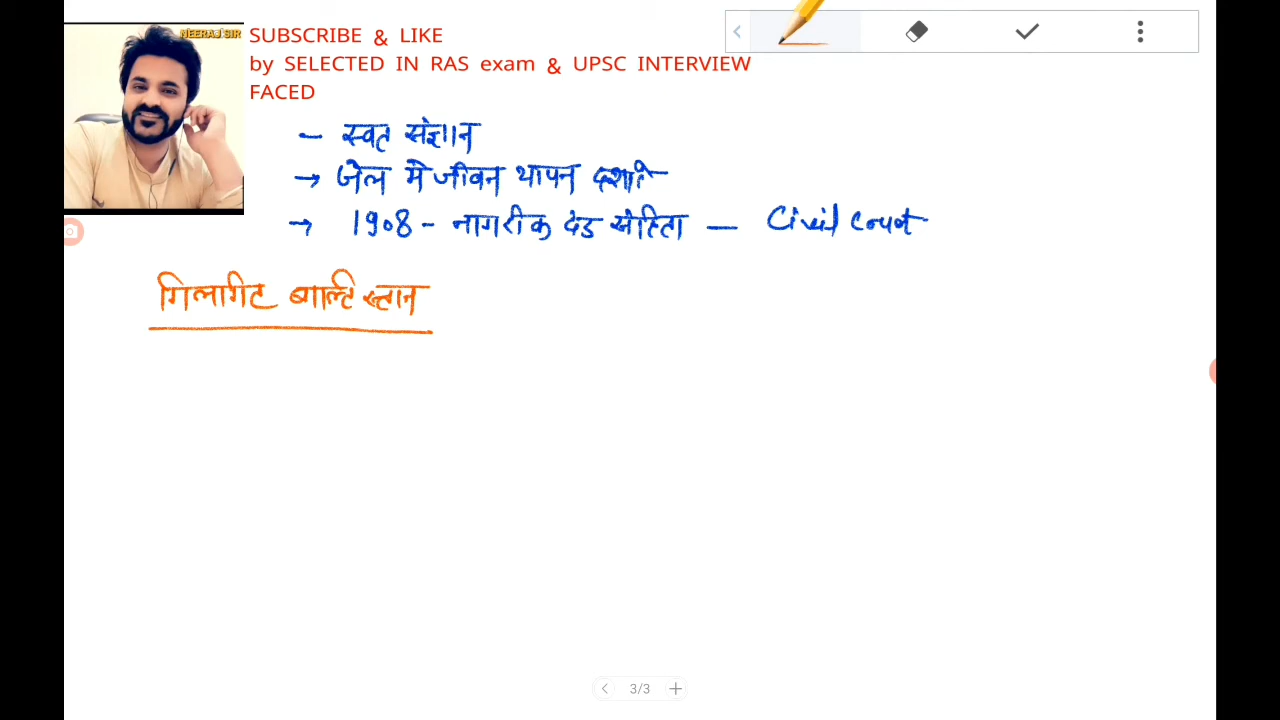 NEERAJ SIR
SUBSCRIBE & LIKE
by SELECTED IN RAS exam & UPSC INTERVIEW
FACED
– स्वत संज्ञान
→ जेल मे जीवन यापन दशाॅ
→ 1908 – नागरीक दंड संहिता – Civil Court
गिलगित बाल्टिस्तान
3/3